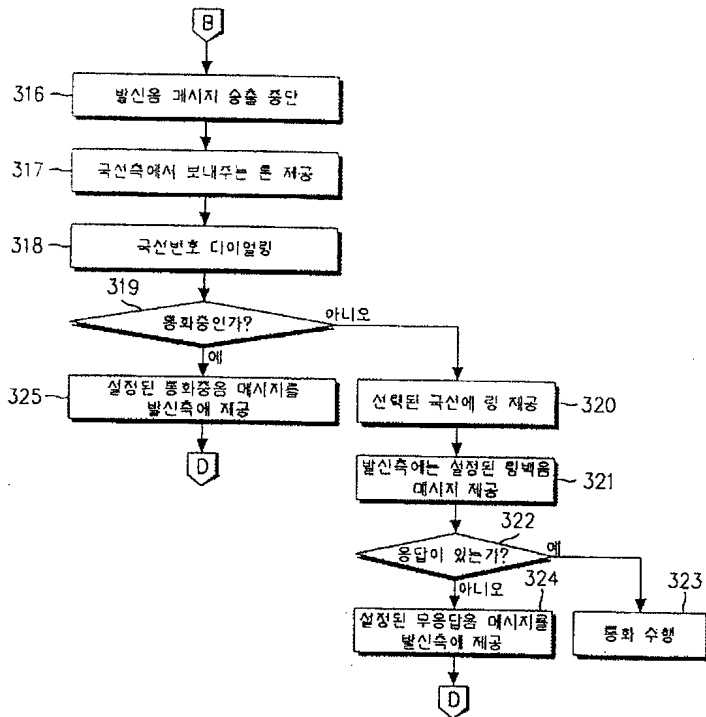 B
316
발신음 메시지 송출 중단
317
국선측에서 보내주는 톤 제공
318
국선번호 다이얼링
319
통화중인가?
아니오
예
325
설정된 통화중음 메시지를
발신측에 제공
D
선택된 국선에 링 제공
320
발신측에는 설정된 링백음
메시지 제공
321
322
응답이 있는가?
예
아니오
324
323
설정된 무응답음 메시지를
발신측에 제공
통화 수행
D